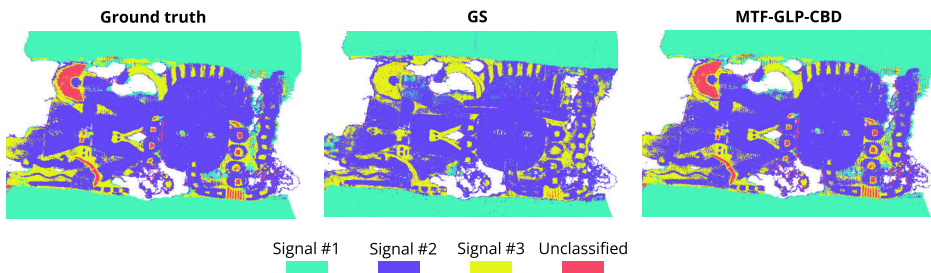 Ground truth
GS
MTF-GLP-CBD
Signal #1
Signal #2
Signal #3
Unclassified